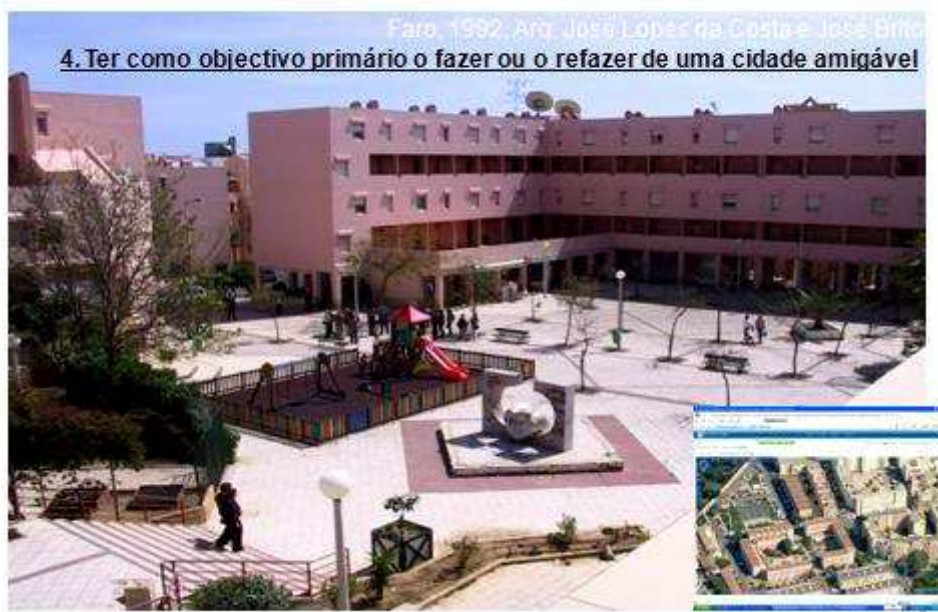 Faro, 1992, Arq. José Lopes da Costa e José Brito
4. Ter como objectivo primário o fazer ou o refazer de uma cidade amigável